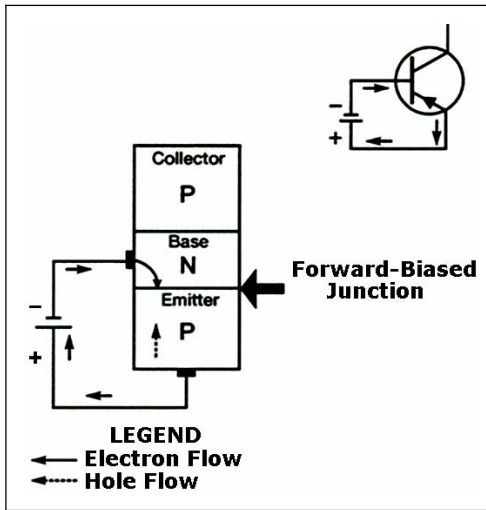 −
+
Collector
P
Base
N
Emitter
P
−
+
Forward-Biased
Junction
LEGEND
Electron Flow
Hole Flow